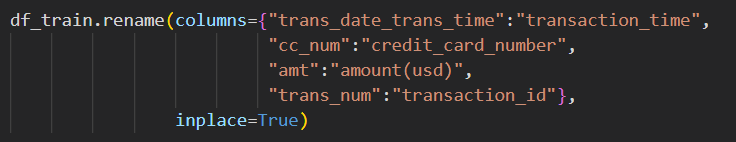 df_train.rename(columns={"trans_date_trans_time":"transaction_time",
"cc_num":"credit_card_number",
"amt":"amount(usd)",
"trans_num":"transaction_id"},
inplace=True)